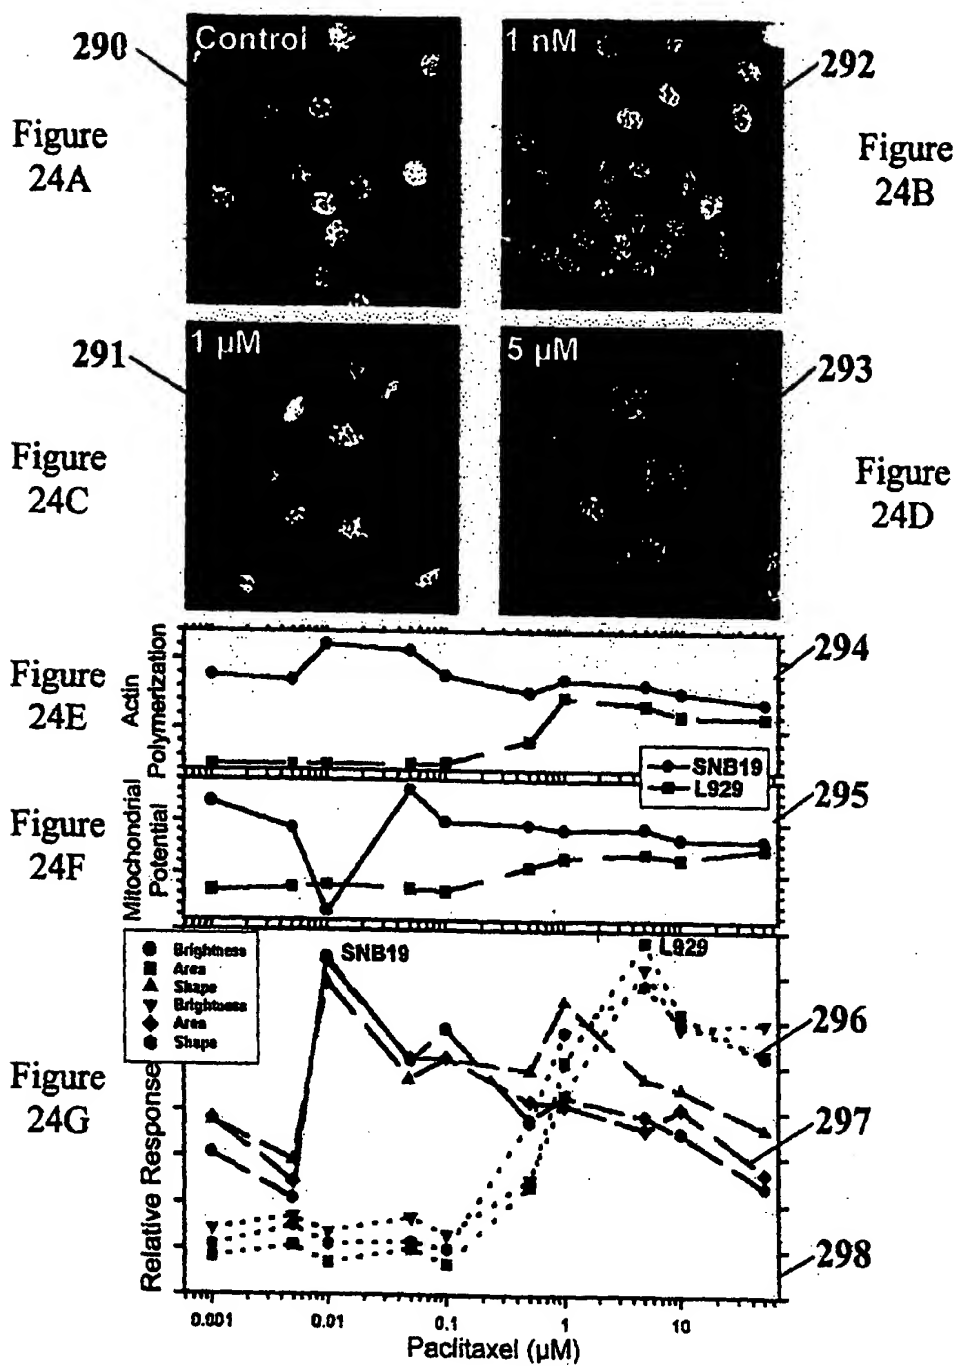 290
Control
1 nM
292
Figure
24A
Figure
24B
291
1 µM
5 µM
293
Figure
24C
Figure
24D
Figure
24E
Actin
Polymerization
294
SNB19
L929
Figure
24F
Mitochondrial
Potential
295
Brightness
Area
Shape
Brightness
Area
Shape
SNB19
L929
296
Figure
24G
Relative Response
297
298
0.001
0.01
0.1
1
10
Paclitaxel (µM)